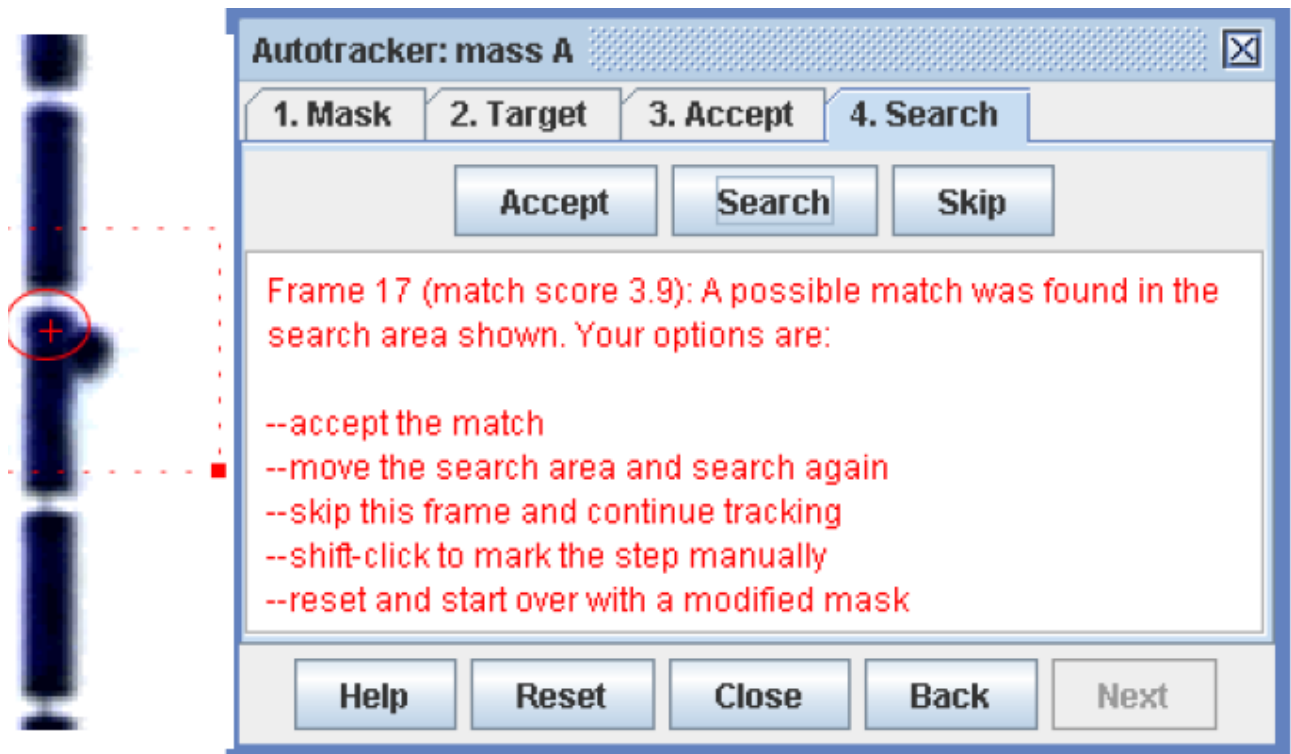 Autotracker: mass A
1. Mask 2. Target 3. Accept 4. Search
Accept Search Skip
Frame 17 (match score 3.9): A possible match was found in the
search area shown. Your options are:
--accept the match
--move the search area and search again
--skip this frame and continue tracking
--shift-click to mark the step manually
--reset and start over with a modified mask
Help Reset Close Back Next